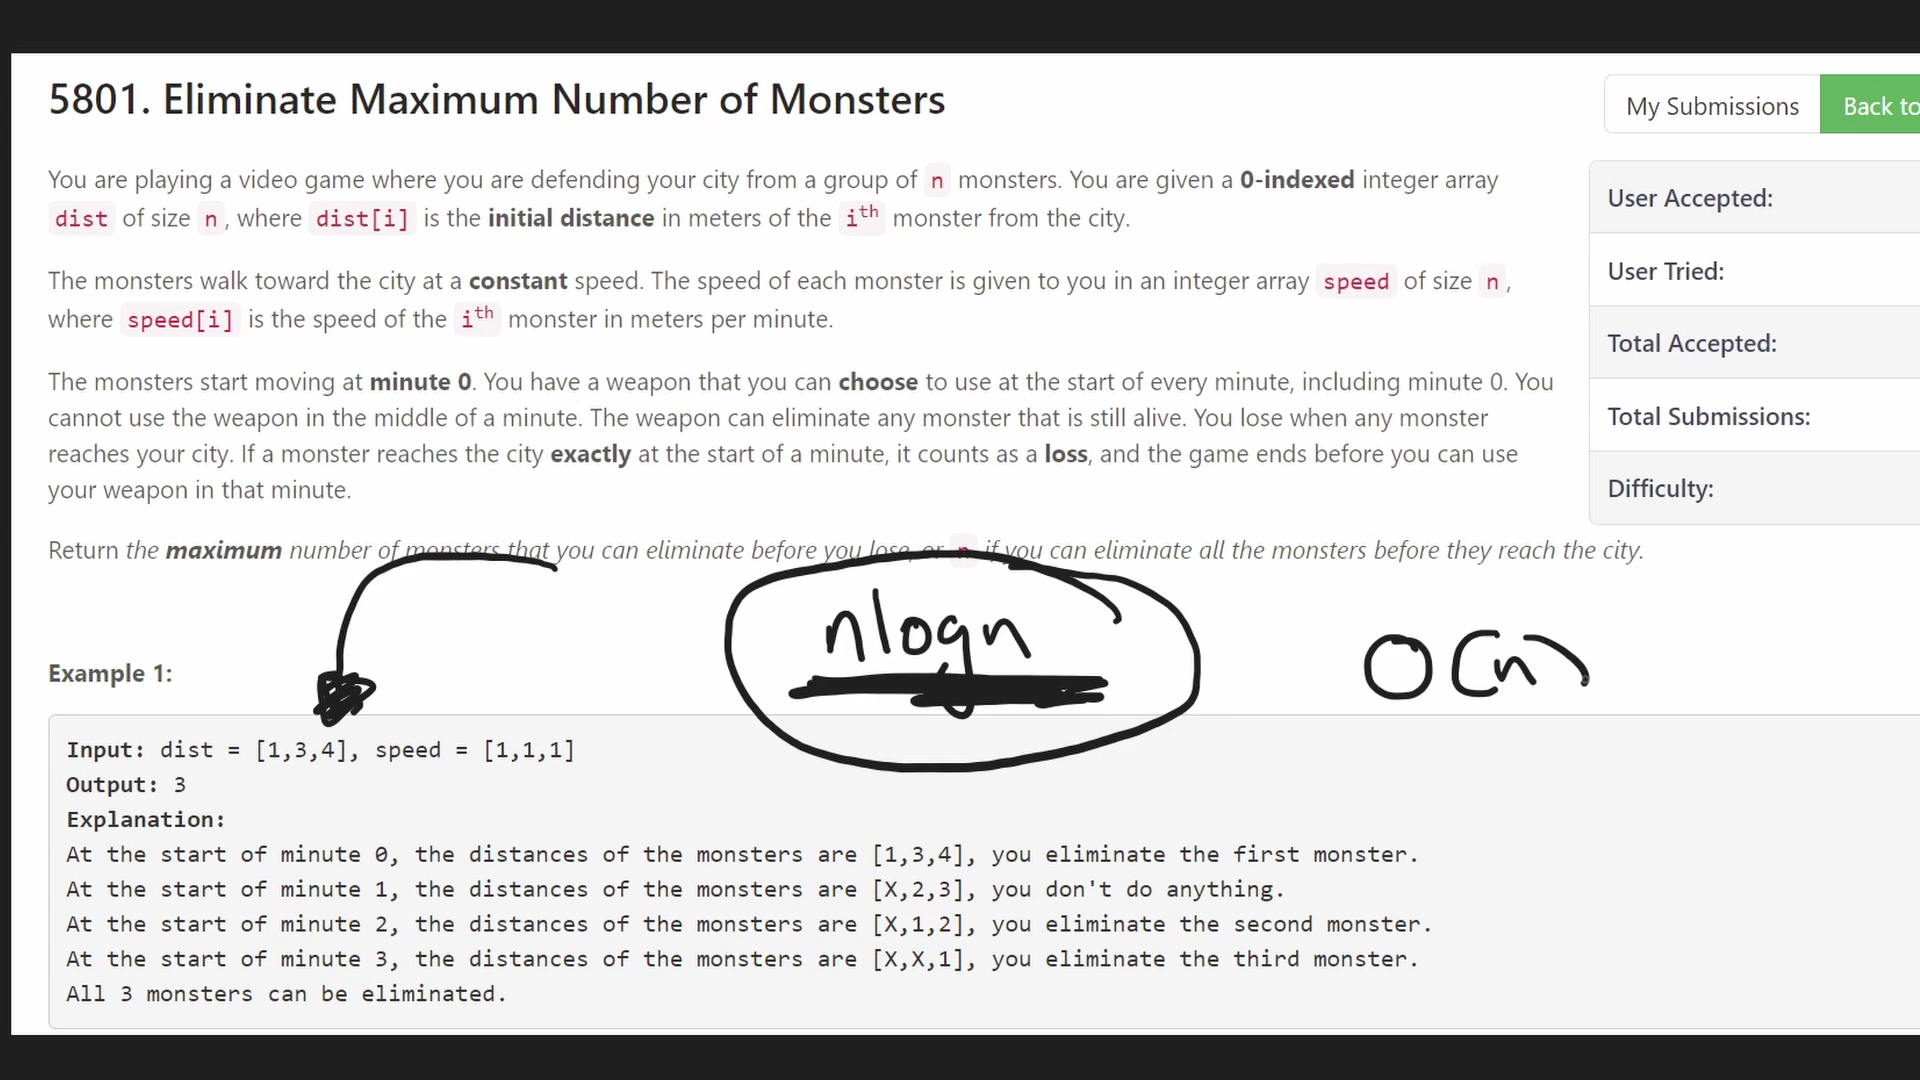 5801. Eliminate Maximum Number of Monsters
My Submissions
Back to
You are playing a video game where you are defending your city from a group of n monsters. You are given a 0-indexed integer array
dist of size n, where dist[i] is the initial distance in meters of the ith monster from the city.
The monsters walk toward the city at a constant speed. The speed of each monster is given to you in an integer array speed of size n,
where speed[i] is the speed of the ith monster in meters per minute.
The monsters start moving at minute 0. You have a weapon that you can choose to use at the start of every minute, including minute 0. You
cannot use the weapon in the middle of a minute. The weapon can eliminate any monster that is still alive. You lose when any monster
reaches your city. If a monster reaches the city exactly at the start of a minute, it counts as a loss, and the game ends before you can use
your weapon in that minute.
Return the maximum number of monsters that you can eliminate before you lose, or n if you can eliminate all the monsters before they reach the city.
User Accepted:
User Tried:
Total Accepted:
Total Submissions:
Difficulty:
nlogn
O(n)
Example 1:
Input: dist = [1,3,4], speed = [1,1,1]
Output: 3
Explanation:
At the start of minute 0, the distances of the monsters are [1,3,4], you eliminate the first monster.
At the start of minute 1, the distances of the monsters are [X,2,3], you don't do anything.
At the start of minute 2, the distances of the monsters are [X,1,2], you eliminate the second monster.
At the start of minute 3, the distances of the monsters are [X,X,1], you eliminate the third monster.
All 3 monsters can be eliminated.